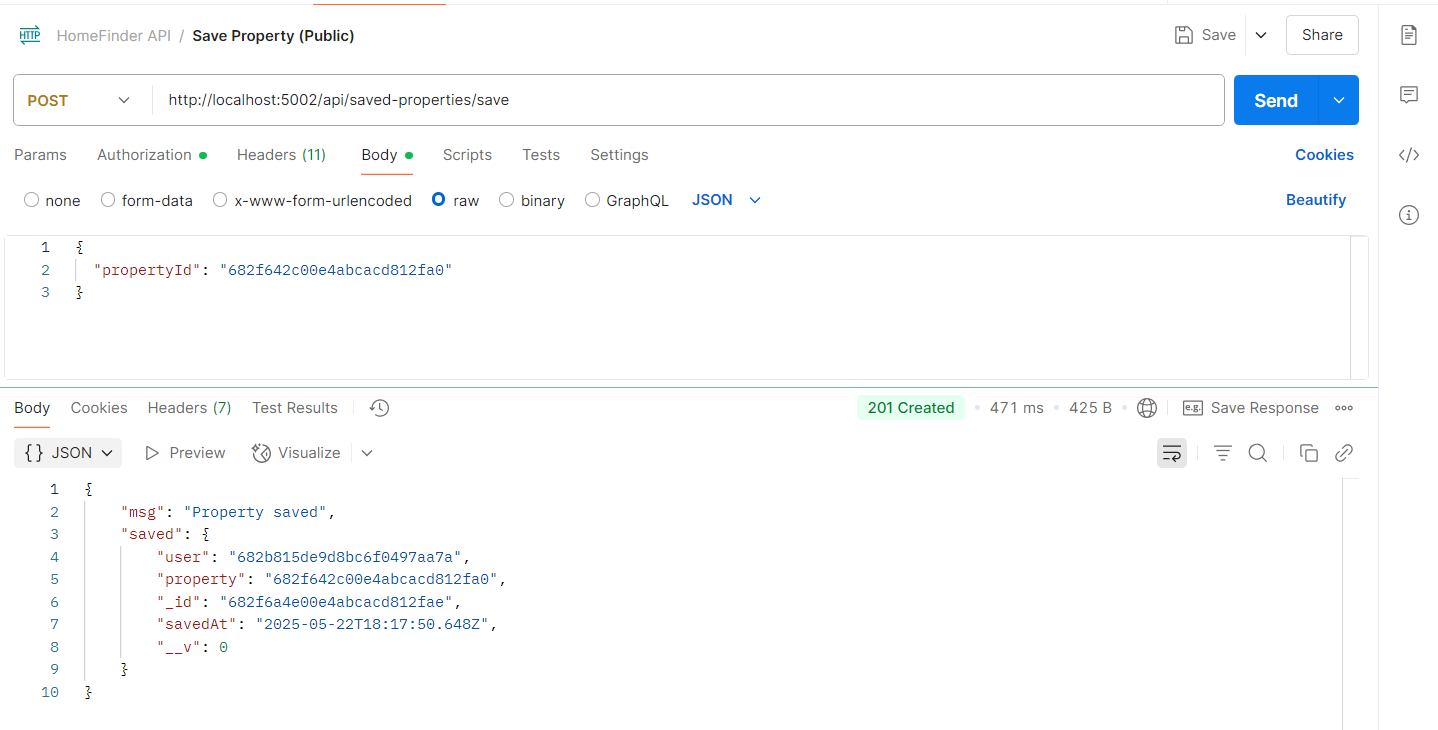 HTTP HomeFinder API / Save Property (Public) Save Share
POST http://localhost:5002/api/saved-properties/save Send
Params Authorization Headers (11) Body Scripts Tests Settings Cookies
none form-data x-www-form-urlencoded raw binary GraphQL JSON Beautify
1 {
2 "propertyId": "682f642c00e4abcacd812fa0"
3 }
Body Cookies Headers (7) Test Results 201 Created 471 ms 425 B e.g. Save Response
{} JSON Preview Visualize
1 {
2 "msg": "Property saved",
3 "saved": {
4 "user": "682b815de9d8bc6f0497aa7a",
5 "property": "682f642c00e4abcacd812fa0",
6 "_id": "682f6a4e00e4abcacd812fae",
7 "savedAt": "2025-05-22T18:17:50.648Z",
8 "__v": 0
9 }
10 }